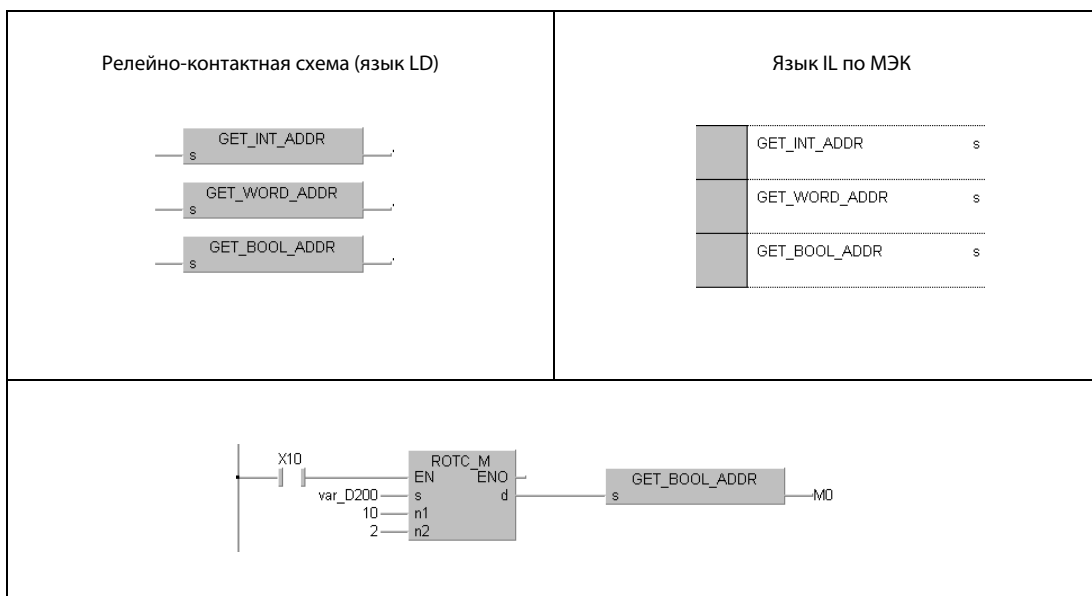 Релейно-контактная схема (язык LD)
GET_INT_ADDR
s
GET_WORD_ADDR
s
GET_BOOL_ADDR
s
Язык IL по МЭК
GET_INT_ADDR s
GET_WORD_ADDR s
GET_BOOL_ADDR s
X10
ROTC_M
EN ENO
var_D200 s d
10 n1
2 n2
GET_BOOL_ADDR
s M0